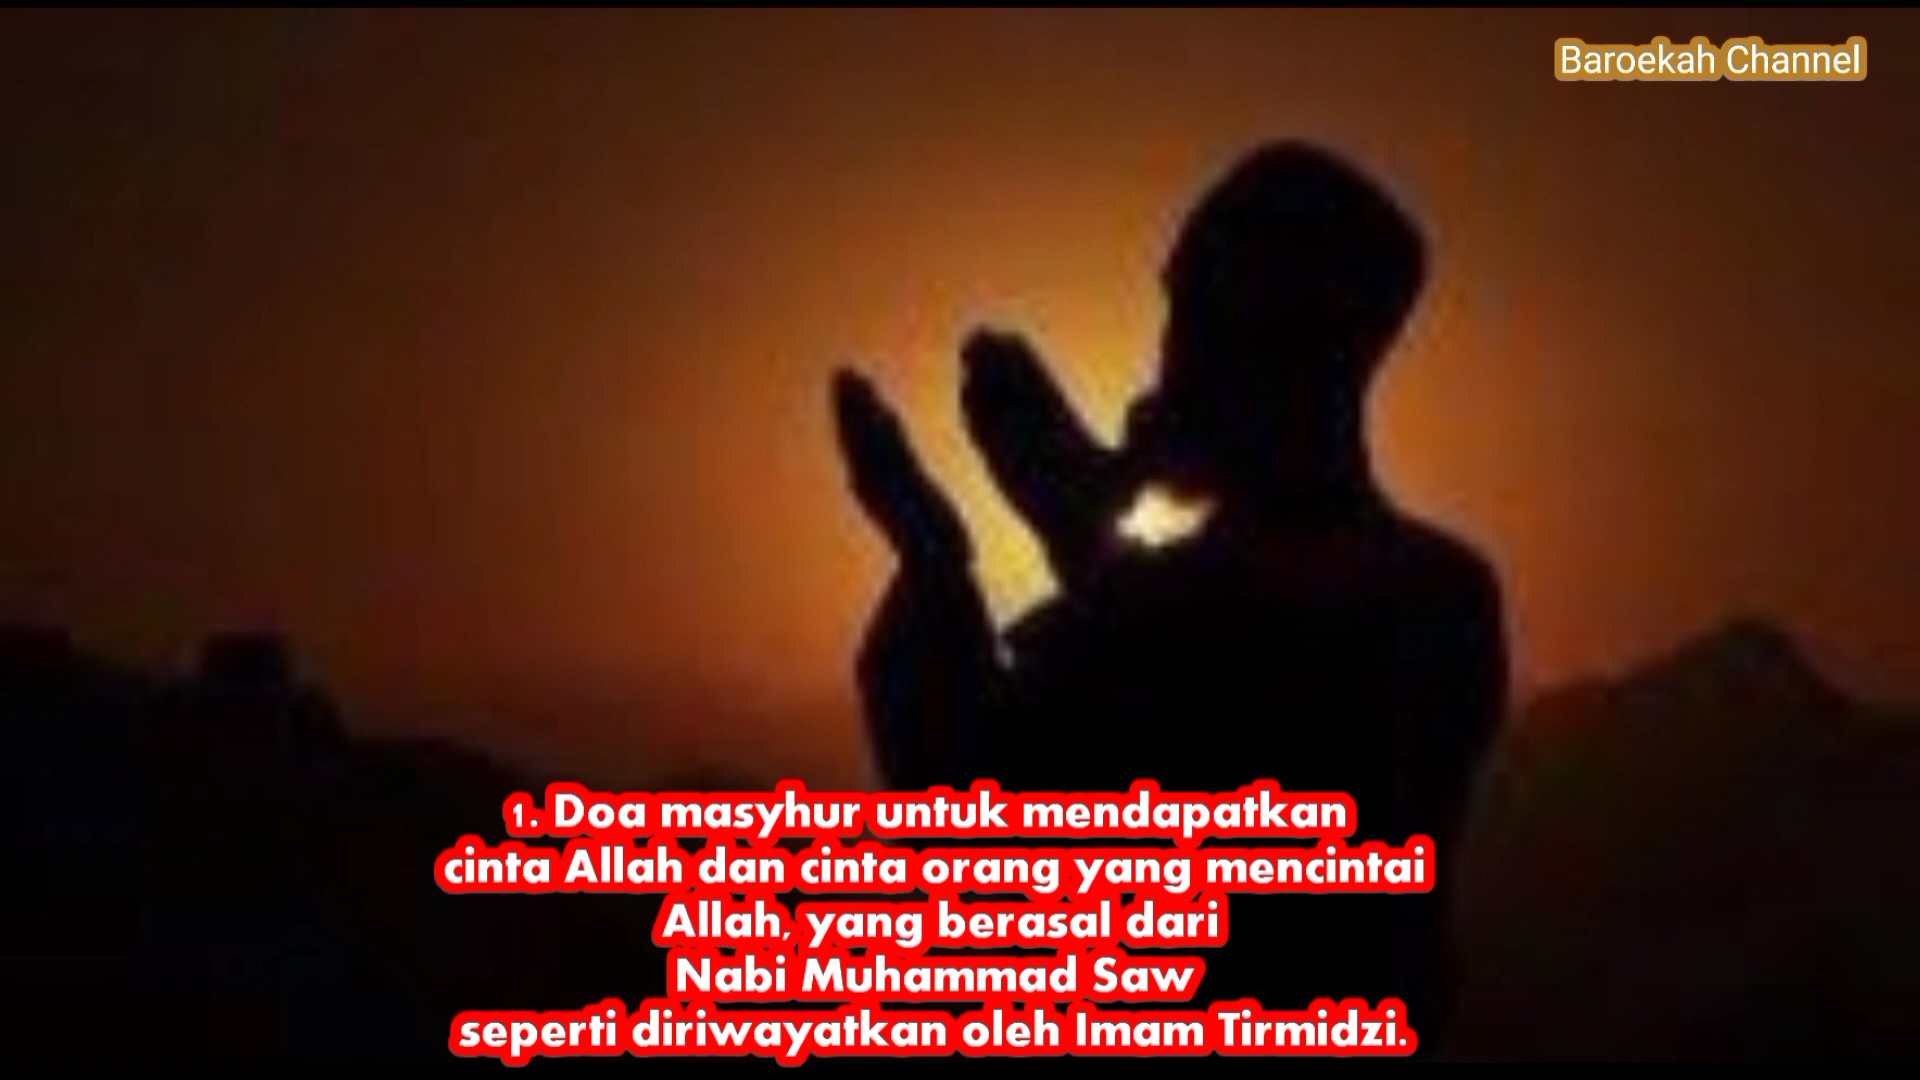 Baroekah Channel
1. Doa masyhur untuk mendapatkan
cinta Allah dan cinta orang yang mencintai
Allah, yang berasal dari
Nabi Muhammad Saw
seperti diriwayatkan oleh Imam Tirmidzi.